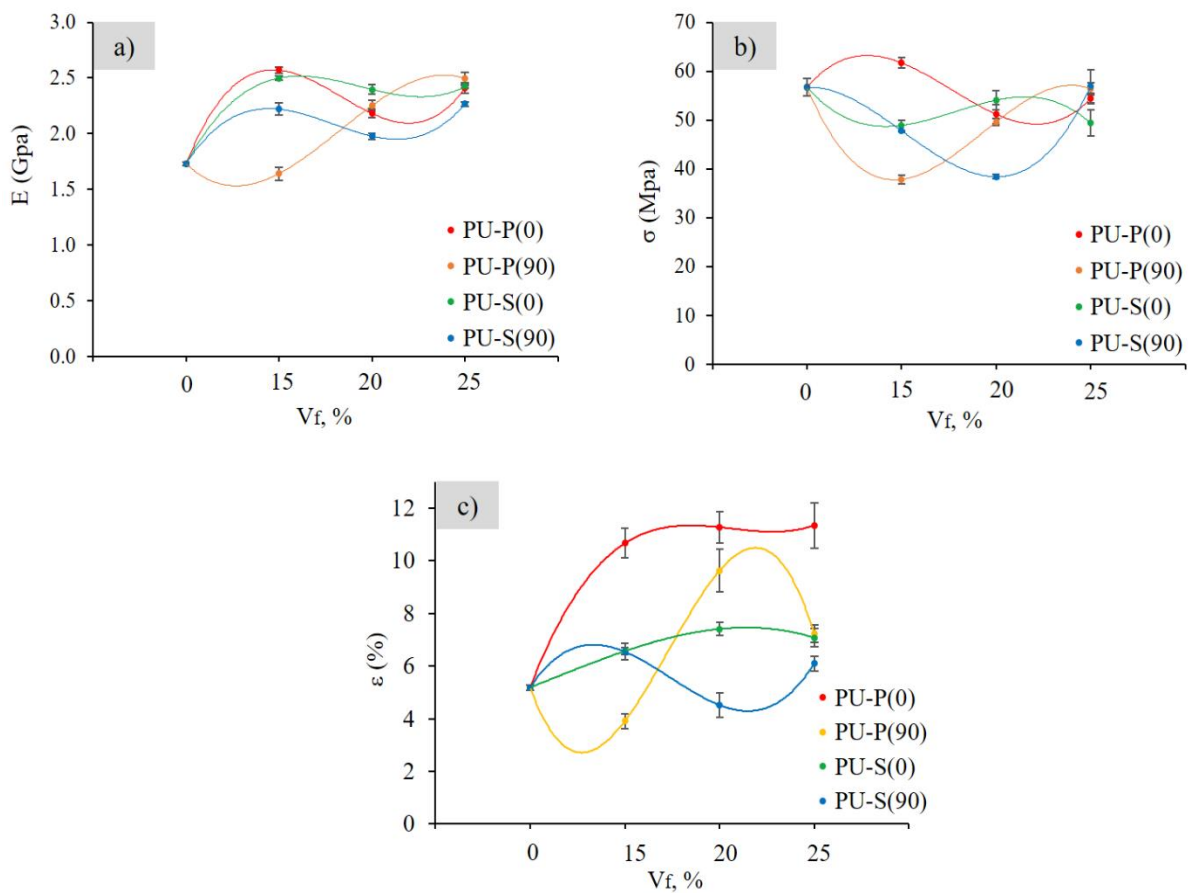 a)
3.0
2.5
2.0
1.5
1.0
0.5
0.0
E (Gpa)
0 15 20 25
Vf, %
PU-P(0)
PU-P(90)
PU-S(0)
PU-S(90)
b)
70
60
50
40
30
20
10
0
σ (Mpa)
0 15 20 25
Vf, %
PU-P(0)
PU-P(90)
PU-S(0)
PU-S(90)
c)
12
10
8
6
4
2
0
ε (%)
0 15 20 25
Vf, %
PU-P(0)
PU-P(90)
PU-S(0)
PU-S(90)